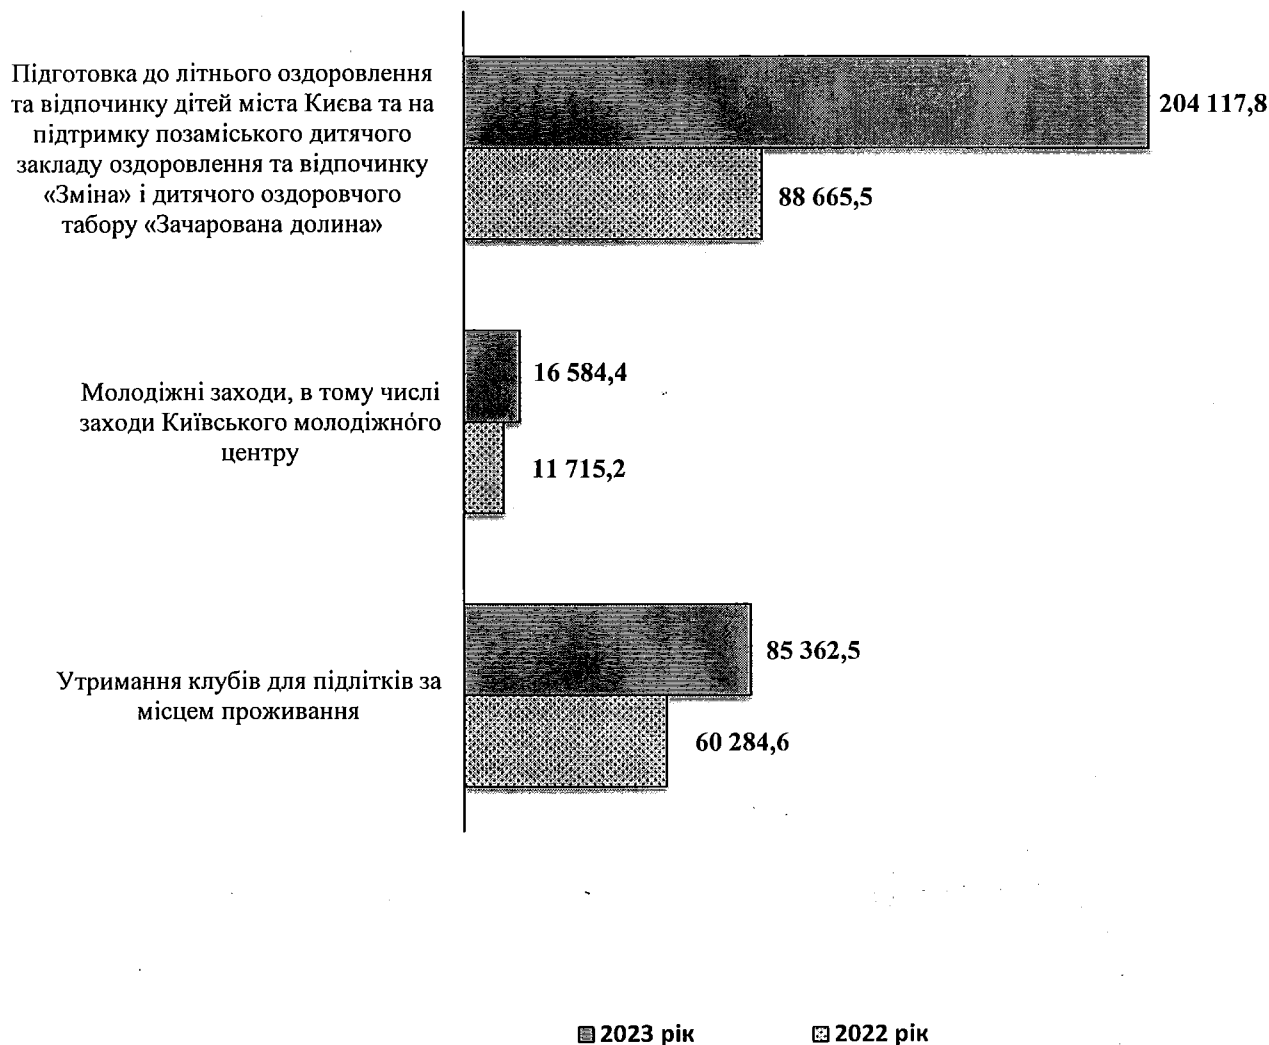 Підготовка до літнього оздоровлення
та відпочинку дітей міста Києва та на
підтримку позаміського дитячого
закладу оздоровлення та відпочинку
«Зміна» і дитячого оздоровчого
табору «Зачарована долина»
204 117,8
88 665,5
Молодіжні заходи, в тому числі
заходи Київського молодіжного
центру
16 584,4
11 715,2
Утримання клубів для підлітків за
місцем проживання
85 362,5
60 284,6
2023 рік
2022 рік